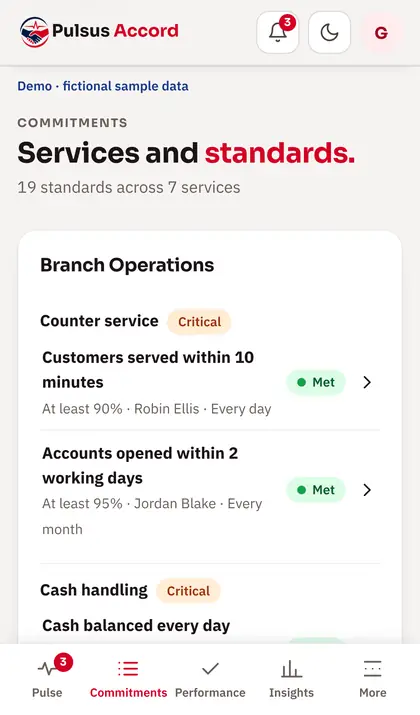 Pulsus Accord
3
G
Demo · fictional sample data
COMMITMENTS
Services and standards.
19 standards across 7 services
Branch Operations
Counter service Critical
Customers served within 10
minutes
Met
At least 90% · Robin Ellis · Every day
Accounts opened within 2
working days
Met
At least 95% · Jordan Blake · Every
month
Cash handling Critical
Cash balanced every day
3
Pulse Commitments Performance Insights More